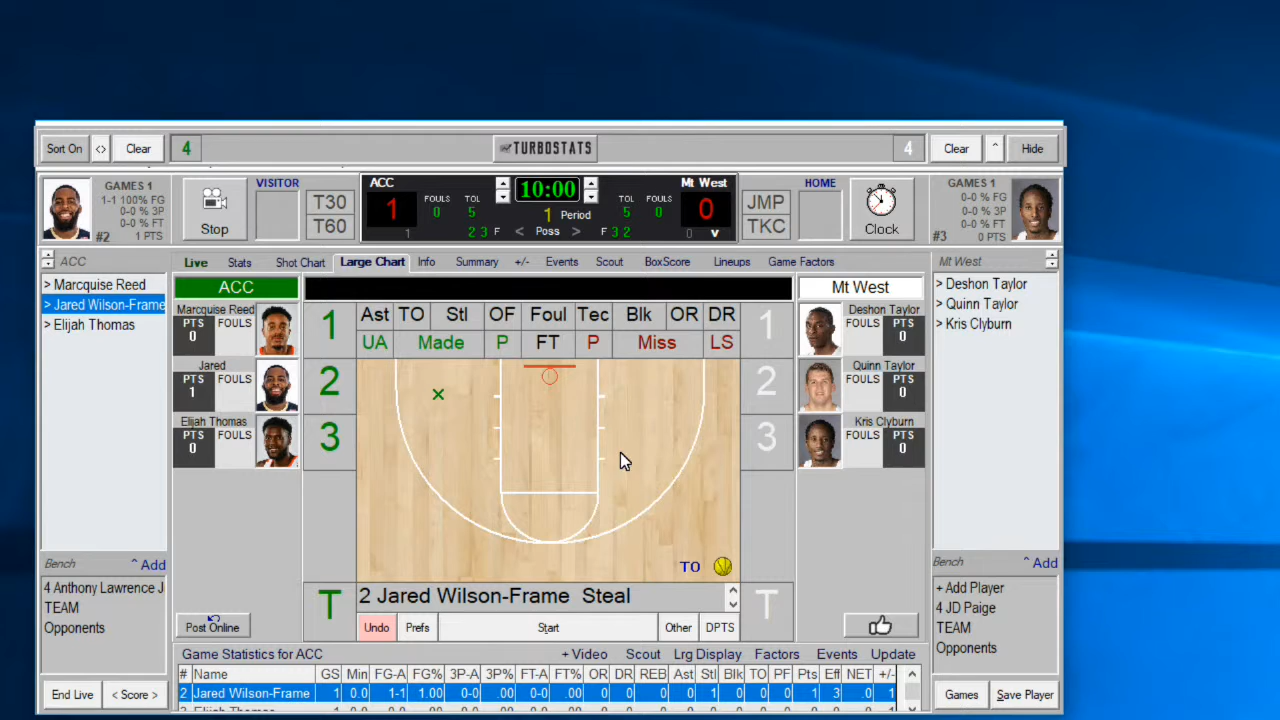 Sort On <> Clear 4 TURBOSTATS 4 Clear ^ Hide
GAMES 1
1-1 100% FG
0-0 % 3P
0-0 % FT
#2 1 PTS
Stop
VISITOR
T30
T60
ACC 10:00 Mt West
1 FOULS 0 TOL 5 1 Period TOL 5 FOULS 0 0
1 2 3 F < Poss > F 3 2 0 v
HOME
JMP
TKC
Clock
GAMES 1
0-0 % FG
0-0 % 3P
0-0 % FT
#3 0 PTS
ACC
> Marcquise Reed
> Jared Wilson-Frame
> Elijah Thomas
Live Stats Shot Chart Large Chart Info Summary +/- Events Scout BoxScore Lineups Game Factors
Mt West
> Deshon Taylor
> Quinn Taylor
> Kris Clyburn
ACC
Marcquise Reed
PTS FOULS
0
Jared
PTS FOULS
1
Elijah Thomas
PTS FOULS
0
1
2
3
T
Ast TO Stl OF Foul Tec Blk OR DR
UA Made P FT P Miss LS
×
TO
1
2
3
T
Mt West
Deshon Taylor
FOULS PTS
0
Quinn Taylor
FOULS PTS
0
Kris Clyburn
FOULS PTS
0
Bench ^ Add
4 Anthony Lawrence J
TEAM
Opponents
Post Online
2 Jared Wilson-Frame Steal
Undo Prefs Start Other DPTS
Bench ^ Add
+ Add Player
4 JD Paige
TEAM
Opponents
End Live < Score >
Game Statistics for ACC + Video Scout Lrg Display Factors Events Update
# Name GS Min FG-A FG% 3P-A 3P% FT-A FT% OR DR REB Ast Stl Blk TO PF Pts Eff NET +/-
2 Jared Wilson-Frame 1 0.0 1-1 1.00 0-0 .00 0-0 .00 0 0 0 0 1 0 0 0 1 3 .0 1
Games Save Player